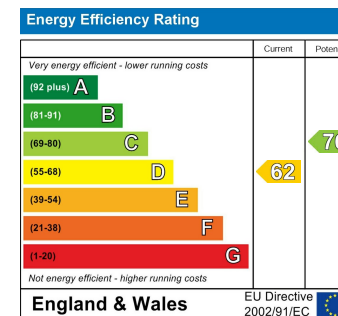 Energy Efficiency Rating
Current
Very energy efficient - lower running costs
(92 plus) A
(81-91) B
(69-80) C
(55-68) D 62
(39-54) E
(21-38) F
(1-20) G
Not energy efficient - higher running costs
England & Wales
EU Directive
2002/91/EC